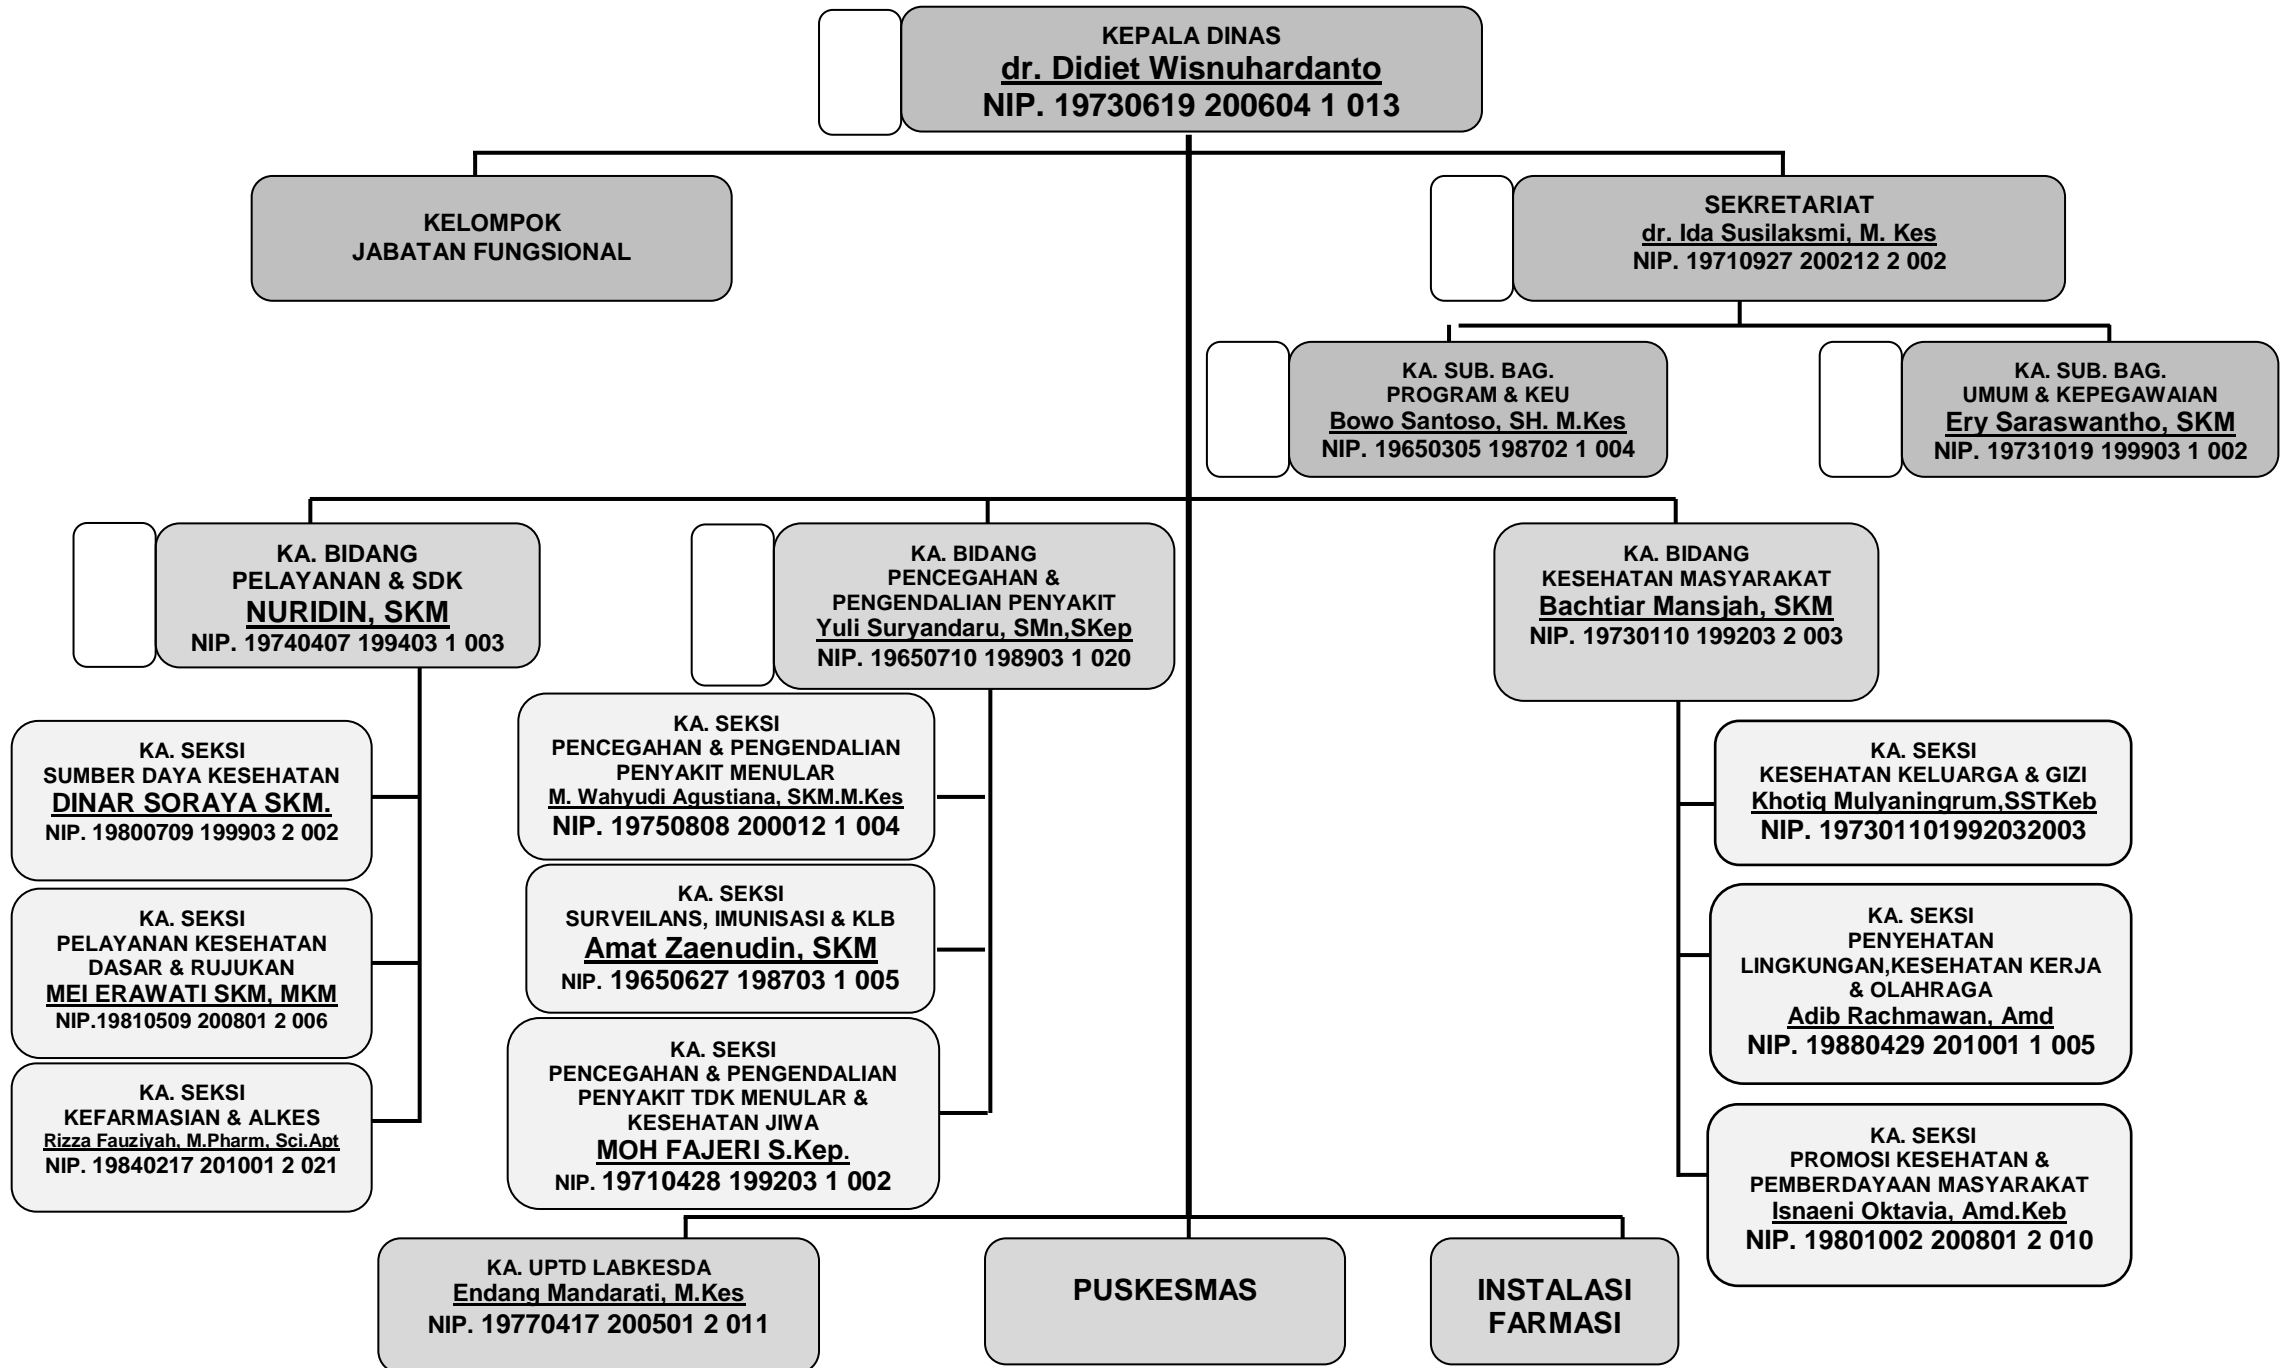 KEPALA DINAS
dr. Didiet Wisnuhardanto
NIP. 19730619 200604 1 013
KELOMPOK
JABATAN FUNGSIONAL
SEKRETARIAT
dr. Ida Susilaksmi, M. Kes
NIP. 19710927 200212 2 002
KA. SUB. BAG.
PROGRAM & KEU
Bowo Santoso, SH. M.Kes
NIP. 19650305 198702 1 004
KA. SUB. BAG.
UMUM & KEPEGAWAIAN
Ery Saraswantho, SKM
NIP. 19731019 199903 1 002
KA. BIDANG
PELAYANAN & SDK
NURIDIN, SKM
NIP. 19740407 199403 1 003
KA. BIDANG
PENCEGAHAN &
PENGENDALIAN PENYAKIT
Yuli Suryandaru, SMn,SKep
NIP. 19650710 198903 1 020
KA. BIDANG
KESEHATAN MASYARAKAT
Bachtiar Mansjah, SKM
NIP. 19730110 199203 2 003
KA. SEKSI
SUMBER DAYA KESEHATAN
DINAR SORAYA SKM.
NIP. 19800709 199903 2 002
KA. SEKSI
PELAYANAN KESEHATAN
DASAR & RUJUKAN
MEI ERAWATI SKM, MKM
NIP.19810509 200801 2 006
KA. SEKSI
KEFARMASIAN & ALKES
Rizza Fauziyah, M.Pharm, Sci.Apt
NIP. 19840217 201001 2 021
KA. SEKSI
PENCEGAHAN & PENGENDALIAN
PENYAKIT MENULAR
M. Wahyudi Agustiana, SKM.M.Kes
NIP. 19750808 200012 1 004
KA. SEKSI
SURVEILANS, IMUNISASI & KLB
Amat Zaenudin, SKM
NIP. 19650627 198703 1 005
KA. SEKSI
PENCEGAHAN & PENGENDALIAN
PENYAKIT TDK MENULAR &
KESEHATAN JIWA
MOH FAJERI S.Kep.
NIP. 19710428 199203 1 002
KA. SEKSI
KESEHATAN KELUARGA & GIZI
Khotiq Mulyaningrum,SSTKeb
NIP. 197301101992032003
KA. SEKSI
PENYEHATAN
LINGKUNGAN,KESEHATAN KERJA
& OLAHRAGA
Adib Rachmawan, Amd
NIP. 19880429 201001 1 005
KA. SEKSI
PROMOSI KESEHATAN &
PEMBERDAYAAN MASYARAKAT
Isnaeni Oktavia, Amd.Keb
NIP. 19801002 200801 2 010
KA. UPTD LABKESDA
Endang Mandarati, M.Kes
NIP. 19770417 200501 2 011
PUSKESMAS
INSTALASI
FARMASI